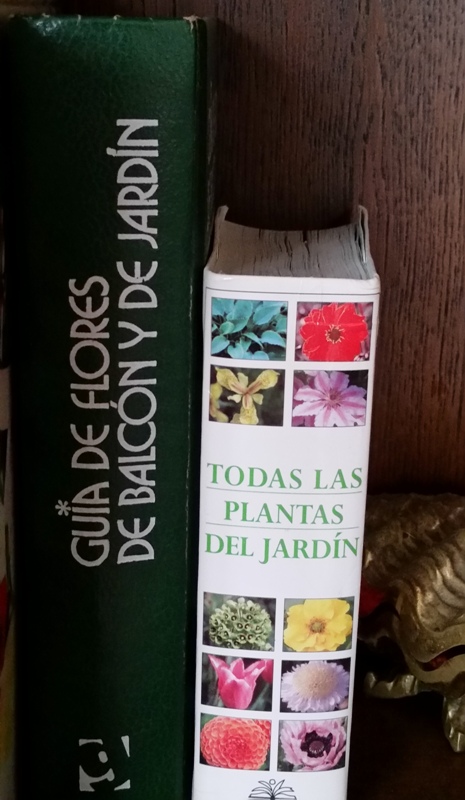 GUÍA DE FLORES
DE BALCÓN Y DE JARDÍN
TODAS LAS
PLANTAS
DEL JARDÍN